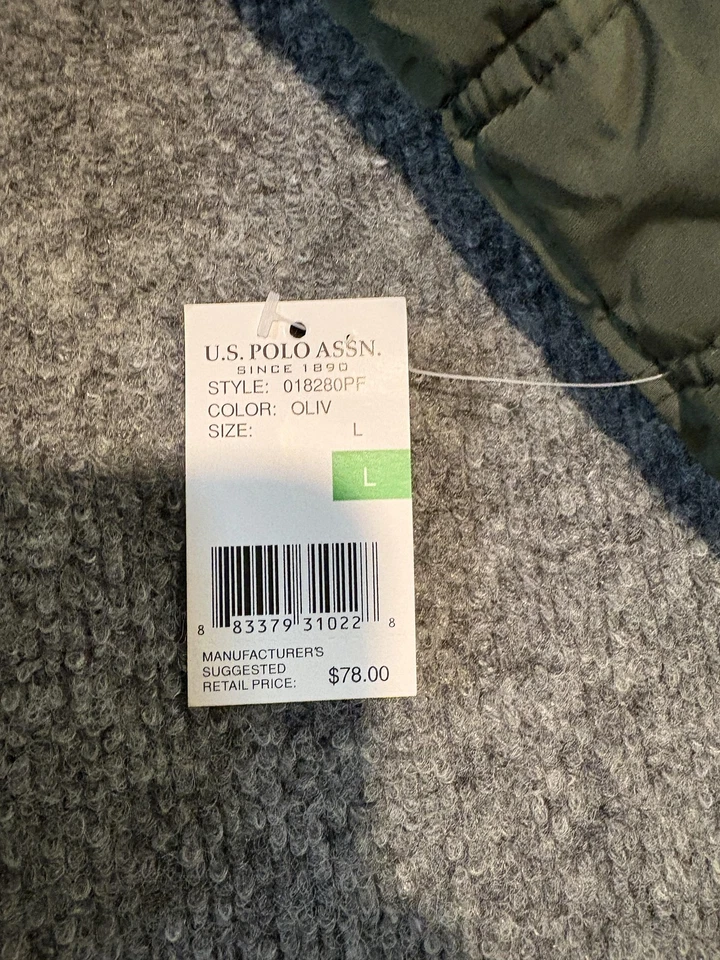 U.S. POLO ASSN.
SINCE 1890
STYLE: 018280PF
COLOR: OLIV
SIZE: L
L
8 83379 31022 8
MANUFACTURER'S
SUGGESTED
RETAIL PRICE: $78.00